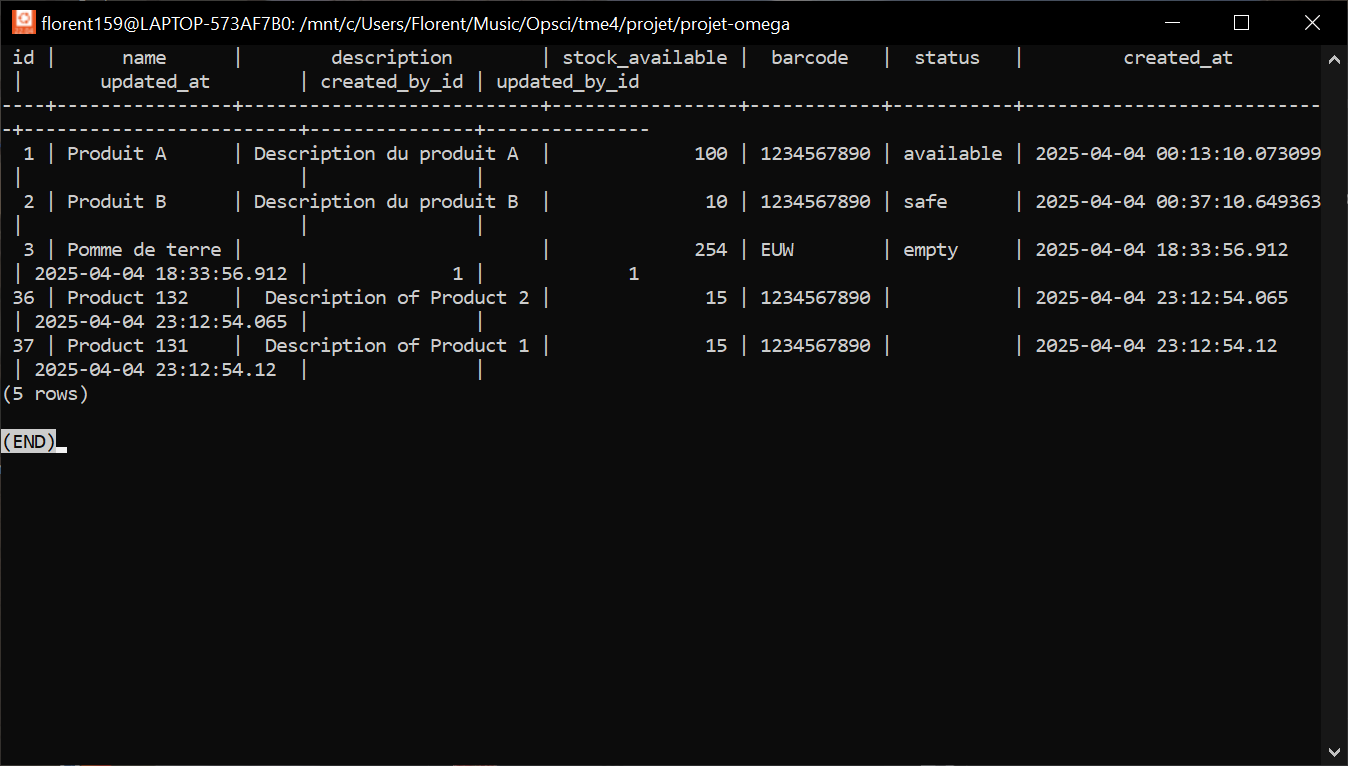 florent159@LAPTOP-573AF7B0: /mnt/c/Users/Florent/Music/Opsci/tme4/projet/projet-omega
 id |      name      |        description        | stock_available |  barcode   |  status   |         created_at
 |       updated_at        | created_by_id | updated_by_id
----+----------------+---------------------------+-----------------+------------+-----------+---------------------------
-+-------------------------+---------------+---------------
  1 | Produit A      | Description du produit A  |             100 | 1234567890 | available | 2025-04-04 00:13:10.073099
 |                         |               |
  2 | Produit B      | Description du produit B  |              10 | 1234567890 | safe      | 2025-04-04 00:37:10.649363
 |                         |               |
  3 | Pomme de terre |                           |             254 | EUW        | empty     | 2025-04-04 18:33:56.912
 | 2025-04-04 18:33:56.912 |             1 |             1
 36 | Product 132    |  Description of Product 2 |              15 | 1234567890 |           | 2025-04-04 23:12:54.065
 | 2025-04-04 23:12:54.065 |               |
 37 | Product 131    |  Description of Product 1 |              15 | 1234567890 |           | 2025-04-04 23:12:54.12
 | 2025-04-04 23:12:54.12  |               |
(5 rows)
(END)